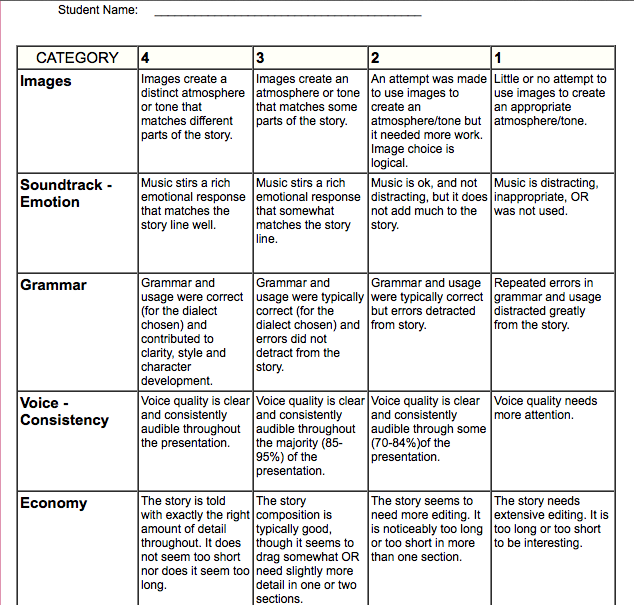 Student Name: ________________________________________
CATEGORY 4 3 2 1
Images
Images create a
distinct atmosphere
or tone that
matches different
parts of the story.
Images create an
atmosphere or tone
that matches some
parts of the story.
An attempt was made
to use images to
create an
atmosphere/tone but
it needed more work.
Image choice is
logical.
Little or no attempt to
use images to create
an appropriate
atmosphere/tone.
Soundtrack -
Emotion
Music stirs a rich
emotional response
that matches the
story line well.
Music stirs a rich
emotional response
that somewhat
matches the story
line.
Music is ok, and not
distracting, but it does
not add much to the
story.
Music is distracting,
inappropriate, OR
was not used.
Grammar
Grammar and
usage were correct
(for the dialect
chosen) and
contributed to
clarity, style and
character
development.
Grammar and
usage were typically
correct (for the
dialect chosen) and
errors did not
detract from the
story.
Grammar and usage
were typically correct
but errors detracted
from story.
Repeated errors in
grammar and usage
distracted greatly
from the story.
Voice -
Consistency
Voice quality is clear
and consistently
audible throughout
the presentation.
Voice quality is clear
and consistently
audible throughout
the majority (85-
95%) of the
presentation.
Voice quality is clear
and consistently
audible through some
(70-84%)of the
presentation.
Voice quality needs
more attention.
Economy
The story is told
with exactly the right
amount of detail
throughout. It does
not seem too short
nor does it seem too
long.
The story
composition is
typically good,
though it seems to
drag somewhat OR
need slightly more
detail in one or two
sections.
The story seems to
need more editing. It
is noticeably too long
or too short in more
than one section.
The story needs
extensive editing. It is
too long or too short
to be interesting.